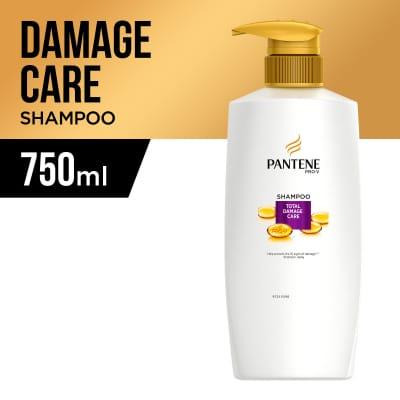 DAMAGE
CARE
SHAMPOO
750ml
PANTENE
PRO-V
SHAMPOO
TOTAL
DAMAGE
CARE